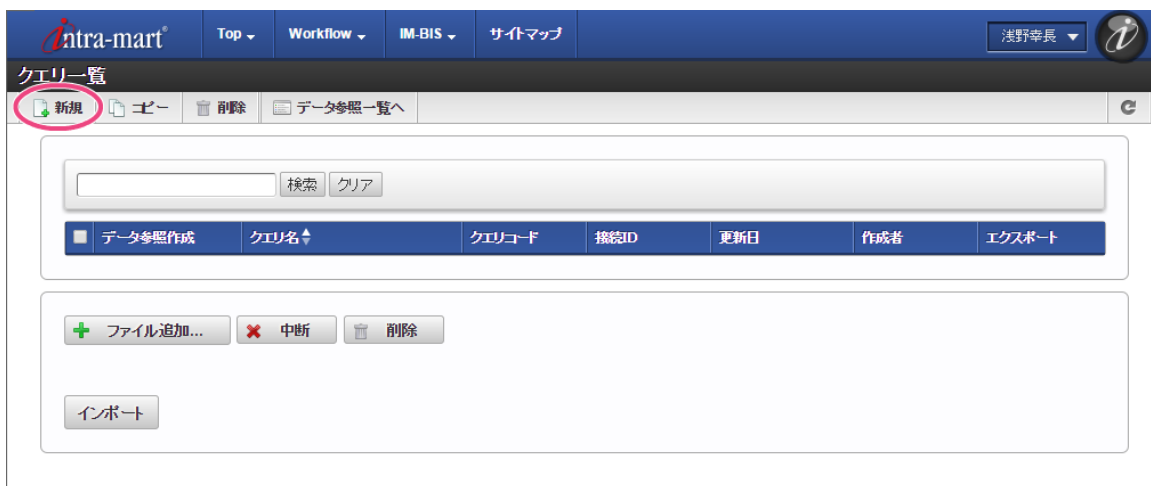 intra-mart® Top Workflow IM-BIS サイトマップ 浅野幸長
クエリ一覧
新規 コピー 削除 データ参照一覧へ
検索 クリア
データ参照作成 クエリ名 クエリコード 接続ID 更新日 作成者 エクスポート
ファイル追加... 中断 削除
インポート